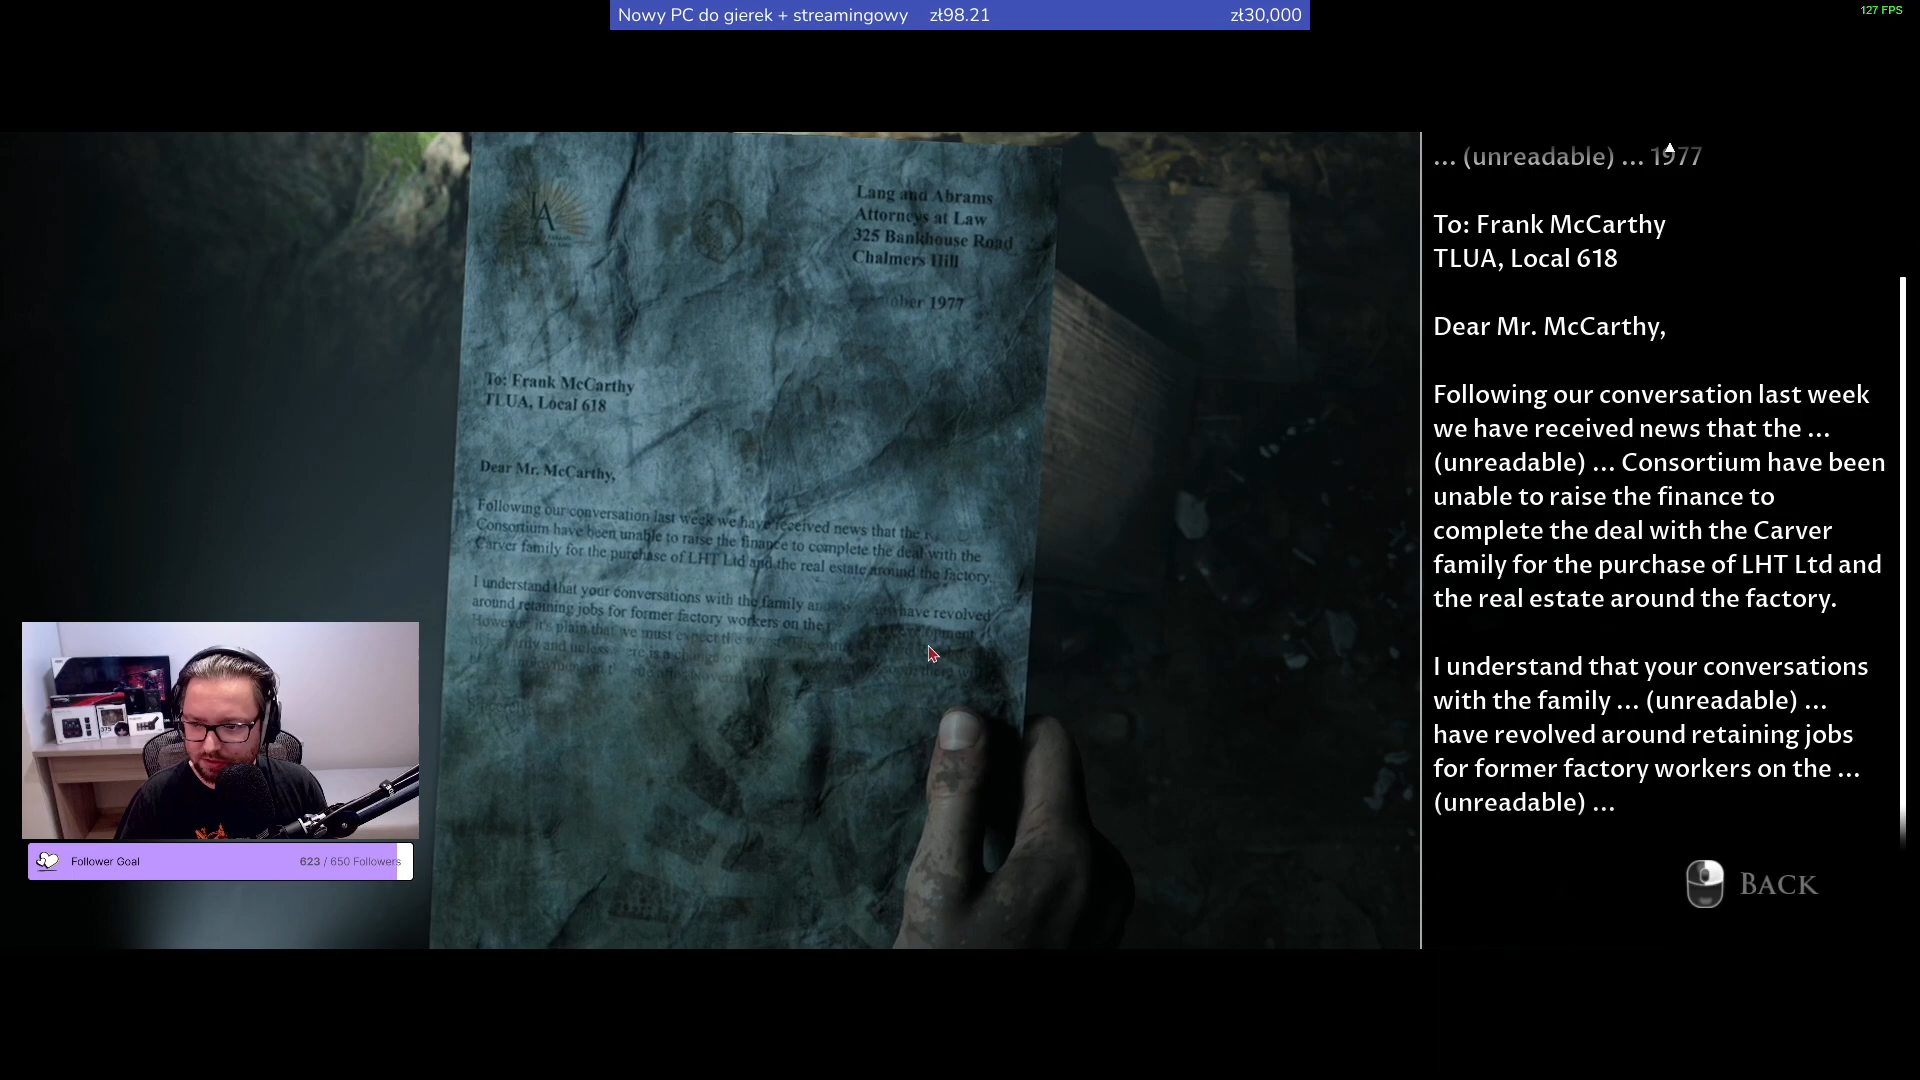 Nowy PC do gierek + streamingowy zł98.21 zł30,000
127 FPS
Lang and Abrams
Attorneys at Law
325 Bankhouse Road
Chalmers Hill
1977
To: Frank McCarthy
TLUA, Local 618
Dear Mr. McCarthy,
Following our conversation last week we have received news that the
Consortium have been unable to raise the finance to complete the deal with the
Carver family for the purchase of LHT Ltd and the real estate around the factory.
I understand that your conversations with the family have revolved
around retaining jobs for former factory workers on the
However, it's plain that we must expect the
... (unreadable) ... 1977
To: Frank McCarthy
TLUA, Local 618
Dear Mr. McCarthy,
Following our conversation last week
we have received news that the ...
(unreadable) ... Consortium have been
unable to raise the finance to
complete the deal with the Carver
family for the purchase of LHT Ltd and
the real estate around the factory.
I understand that your conversations
with the family ... (unreadable) ...
have revolved around retaining jobs
for former factory workers on the ...
(unreadable) ...
BACK
Follower Goal 623 / 650 Followers